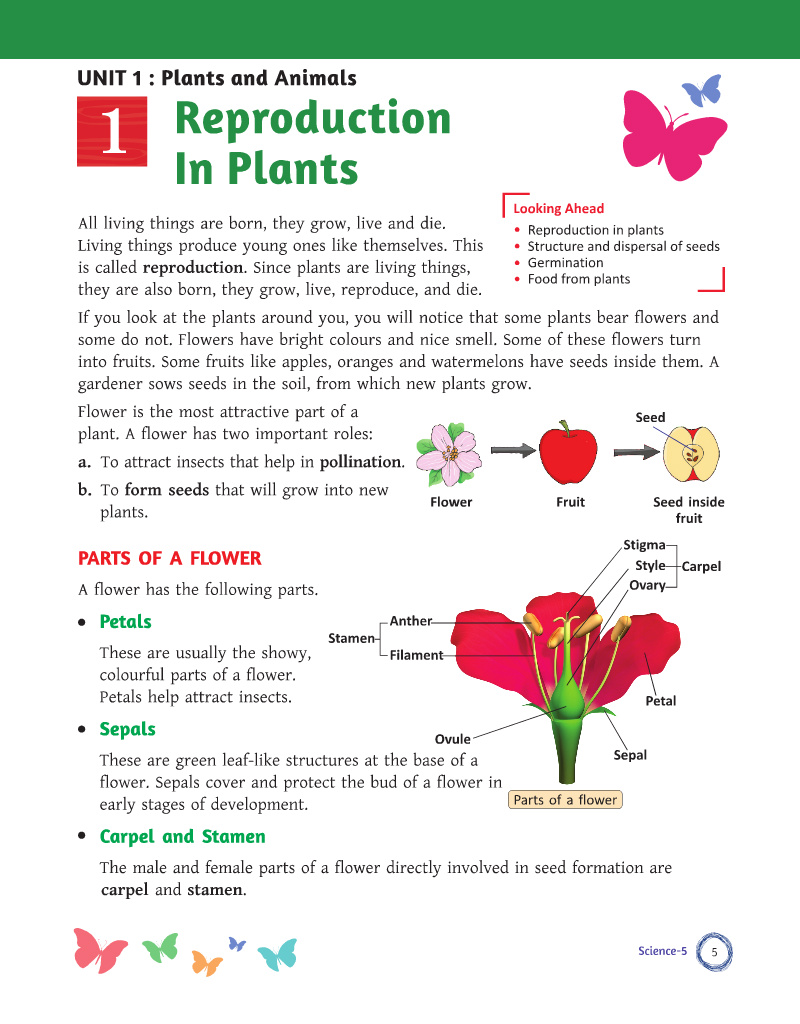 UNIT 1 : Plants and Animals
1
Reproduction
In Plants
All living things are born, they grow, live and die.
Living things produce young ones like themselves. This
is called reproduction. Since plants are living things,
they are also born, they grow, live, reproduce, and die.
Looking Ahead
• Reproduction in plants
• Structure and dispersal of seeds
• Germination
• Food from plants
If you look at the plants around you, you will notice that some plants bear flowers and
some do not. Flowers have bright colours and nice smell. Some of these flowers turn
into fruits. Some fruits like apples, oranges and watermelons have seeds inside them. A
gardener sows seeds in the soil, from which new plants grow.
Flower is the most attractive part of a
plant. A flower has two important roles:
a. To attract insects that help in pollination.
b. To form seeds that will grow into new
plants.
Seed
Flower
Fruit
Seed inside
fruit
PARTS OF A FLOWER
A flower has the following parts.
• Petals
These are usually the showy,
colourful parts of a flower.
Petals help attract insects.
• Sepals
These are green leaf-like structures at the base of a
flower. Sepals cover and protect the bud of a flower in
early stages of development.
Stigma
Style
Carpel
Ovary
Anther
Stamen
Filament
Petal
Ovule
Sepal
Parts of a flower
• Carpel and Stamen
The male and female parts of a flower directly involved in seed formation are
carpel and stamen.
Science-5
5